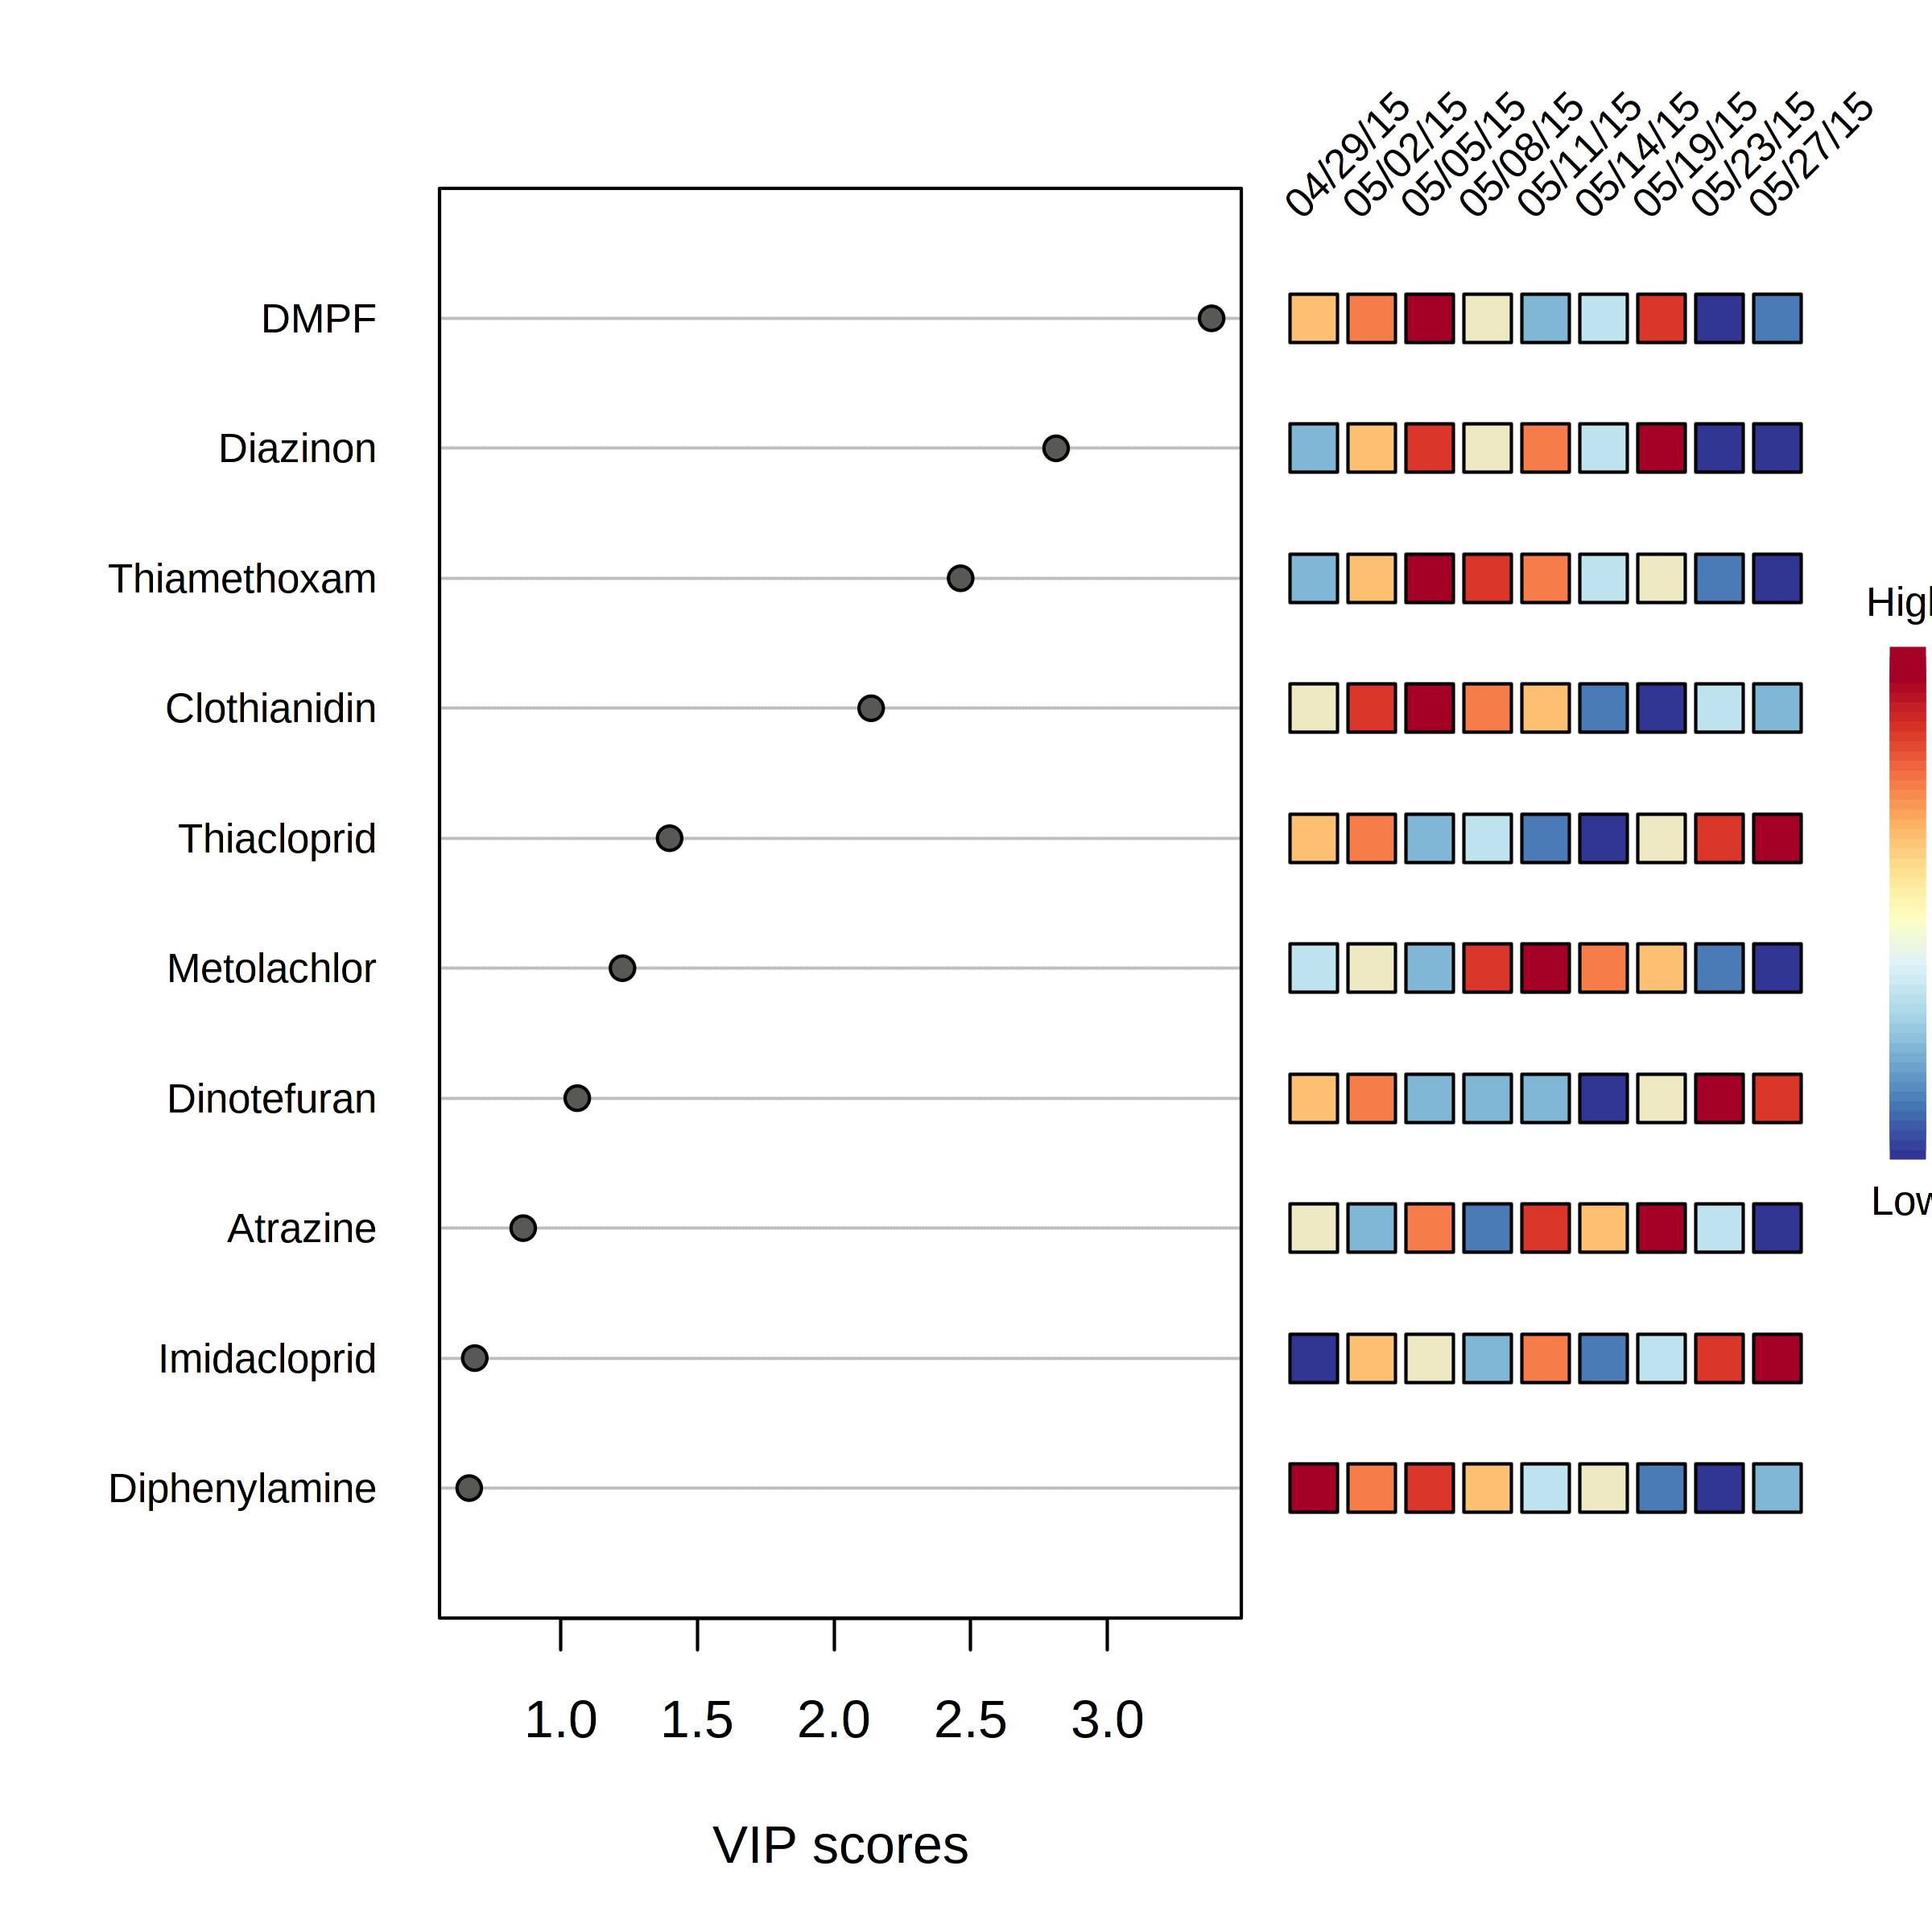 04/29/15
05/02/15
05/05/15
05/08/15
05/11/15
05/14/15
05/19/15
05/23/15
05/27/15
DMPF
Diazinon
Thiamethoxam
Clothianidin
Thiacloprid
Metolachlor
Dinotefuran
Atrazine
Imidacloprid
Diphenylamine
High
Low
1.0 1.5 2.0 2.5 3.0
VIP scores